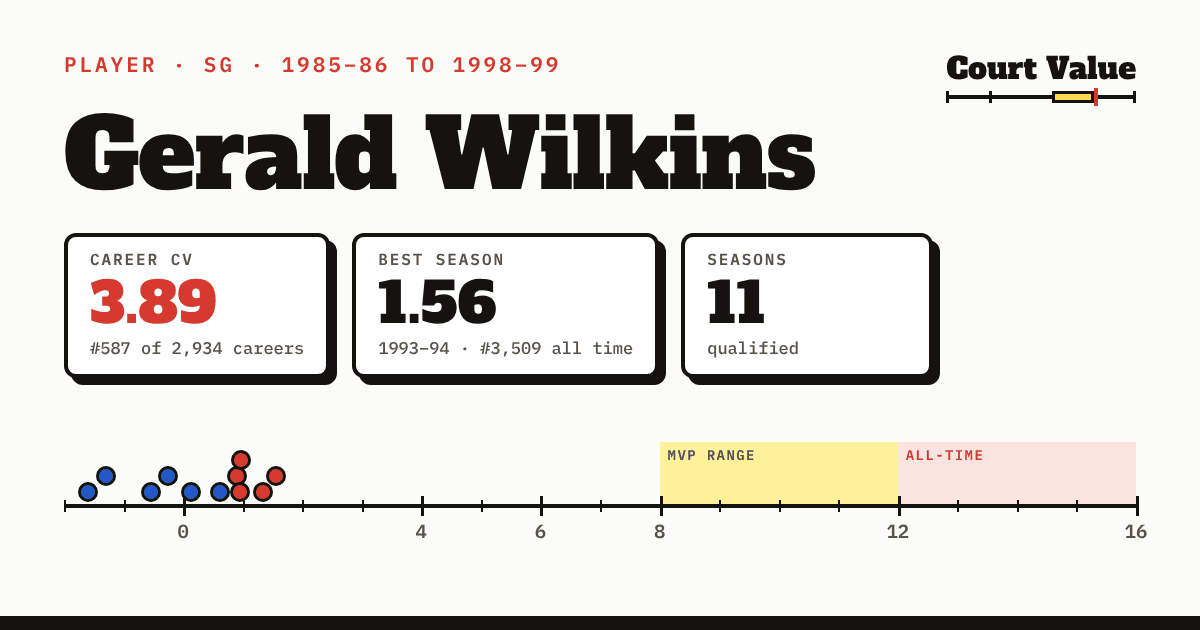 PLAYER · SG · 1985–86 TO 1998–99
Court Value
Gerald Wilkins
CAREER CV
3.89
#587 of 2,934 careers
BEST SEASON
1.56
1993–94 · #3,509 all time
SEASONS
11
qualified
MVP RANGE
ALL-TIME
0 4 6 8 12 16